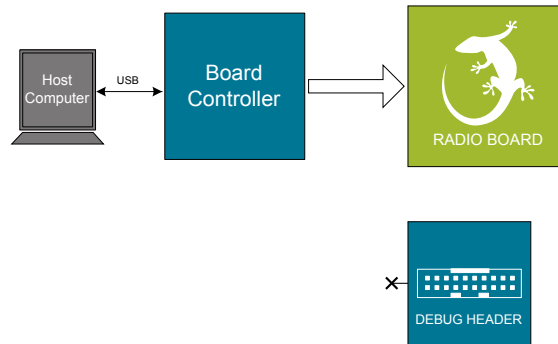 Host
Computer
USB
Board
Controller
RADIO BOARD
DEBUG HEADER